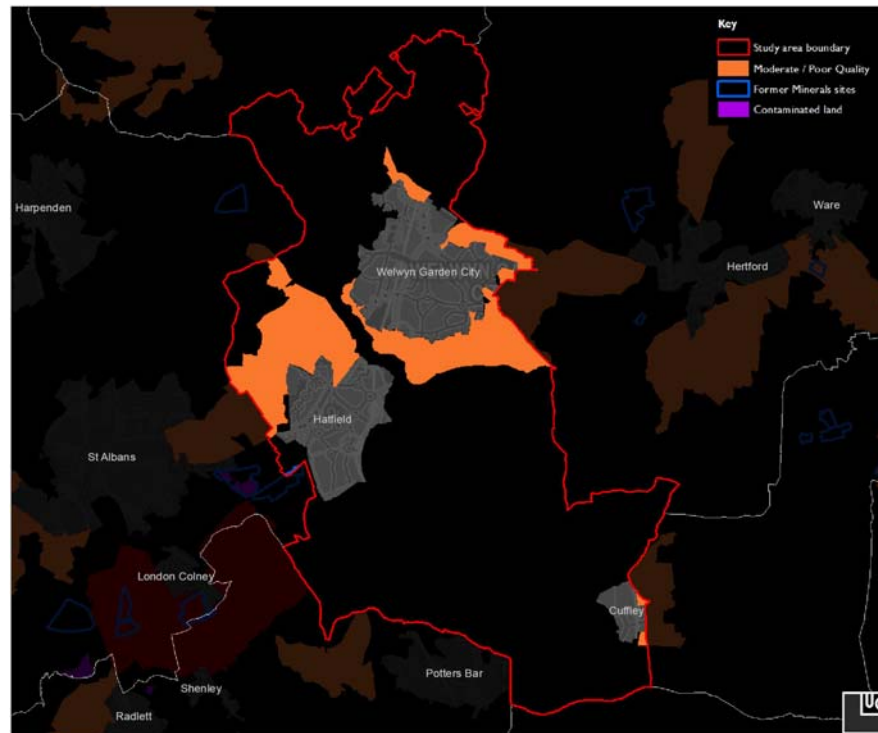 Key
Study area boundary
Moderate / Poor Quality
Former Minerals sites
Contaminated land
Harpenden
Ware
Welwyn Garden City
Hertford
Hatfield
St Albans
London Colney
Cuffley
Potters Bar
Shenley
Radlett